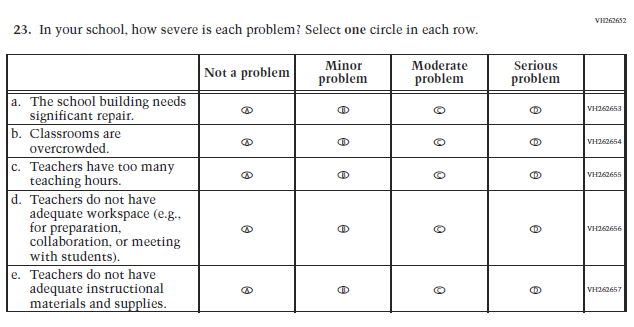 VH262652
23. In your school, how severe is each problem? Select one circle in each row.
Not a problem
Minor
problem
Moderate
problem
Serious
problem
a. The school building needs
significant repair.
A B C D VH262653
b. Classrooms are
overcrowded.
A B C D VH262654
c. Teachers have too many
teaching hours.
A B C D VH262655
d. Teachers do not have
adequate workspace (e.g.,
for preparation,
collaboration, or meeting
with students).
A B C D VH262656
e. Teachers do not have
adequate instructional
materials and supplies.
A B C D VH262657